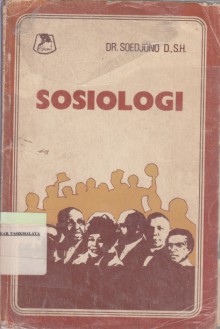 DR. SOEDJONO D., S.H.
SOSIOLOGI